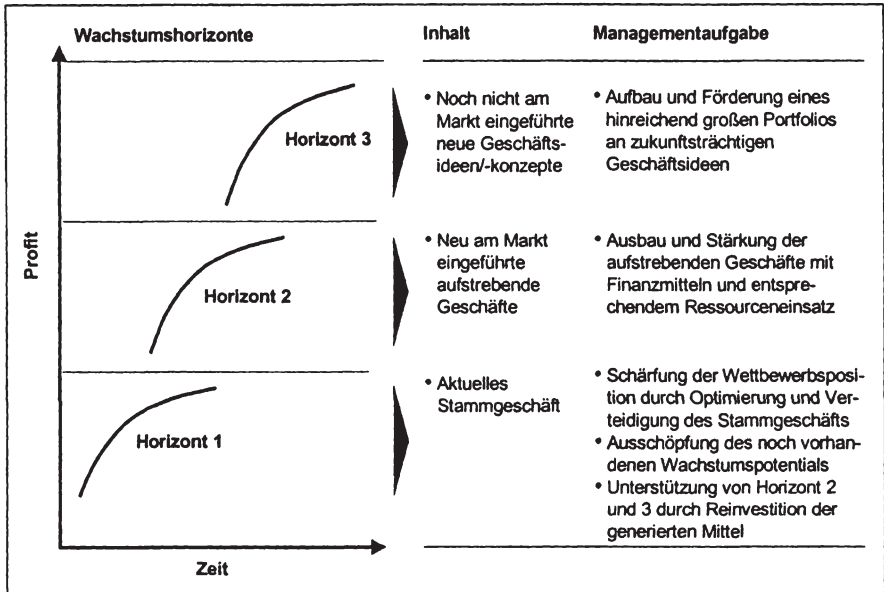 Wachstumshorizonte
Inhalt
Managementaufgabe
Profit
Horizont 3
• Noch nicht am
Markt eingeführte
neue Geschäfts-
ideen/-konzepte
• Aufbau und Förderung eines
hinreichend großen Portfolios
an zukunftsträchtigen
Geschäftsideen
Horizont 2
• Neu am Markt
eingeführte
aufstrebende
Geschäfte
• Ausbau und Stärkung der
aufstrebenden Geschäfte mit
Finanzmitteln und entspre-
chendem Ressourceneinsatz
Horizont 1
• Aktuelles
Stammgeschäft
• Schärfung der Wettbewerbsposi-
tion durch Optimierung und Ver-
teidigung des Stammgeschäfts
• Ausschöpfung des noch vorhan-
denen Wachstumspotentials
• Unterstützung von Horizont 2
und 3 durch Reinvestition der
generierten Mittel
Zeit